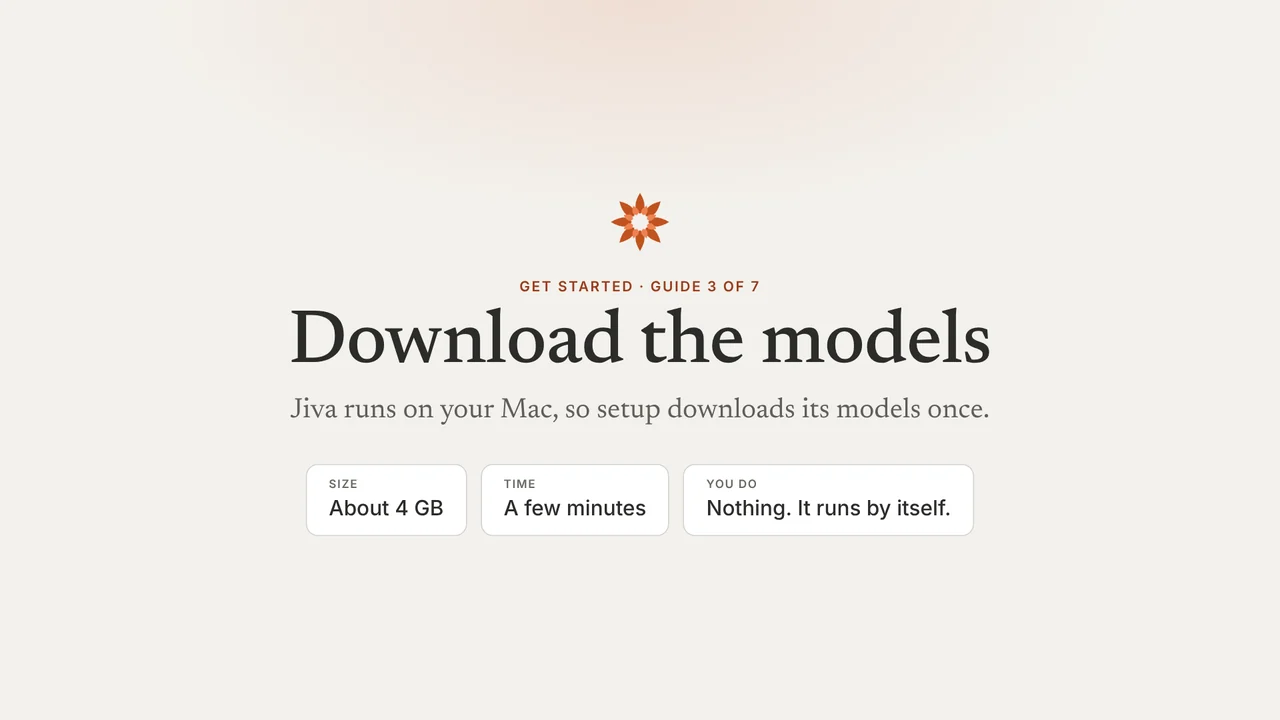 GET STARTED · GUIDE 3 OF 7
Download the models
Jiva runs on your Mac, so setup downloads its models once.
SIZE
About 4 GB
TIME
A few minutes
YOU DO
Nothing. It runs by itself.